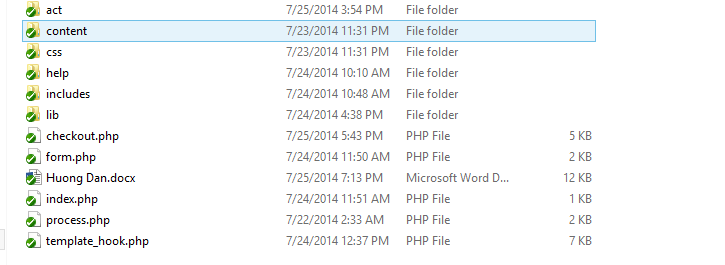 act 7/25/2014 3:54 PM File folder
content 7/23/2014 11:31 PM File folder
css 7/23/2014 11:31 PM File folder
help 7/24/2014 10:10 AM File folder
includes 7/24/2014 10:48 AM File folder
lib 7/24/2014 4:38 PM File folder
checkout.php 7/25/2014 5:43 PM PHP File 5 KB
form.php 7/24/2014 11:50 AM PHP File 2 KB
Huong Dan.docx 7/25/2014 7:13 PM Microsoft Word D... 12 KB
index.php 7/24/2014 11:51 AM PHP File 1 KB
process.php 7/22/2014 2:33 AM PHP File 2 KB
template_hook.php 7/24/2014 12:37 PM PHP File 7 KB